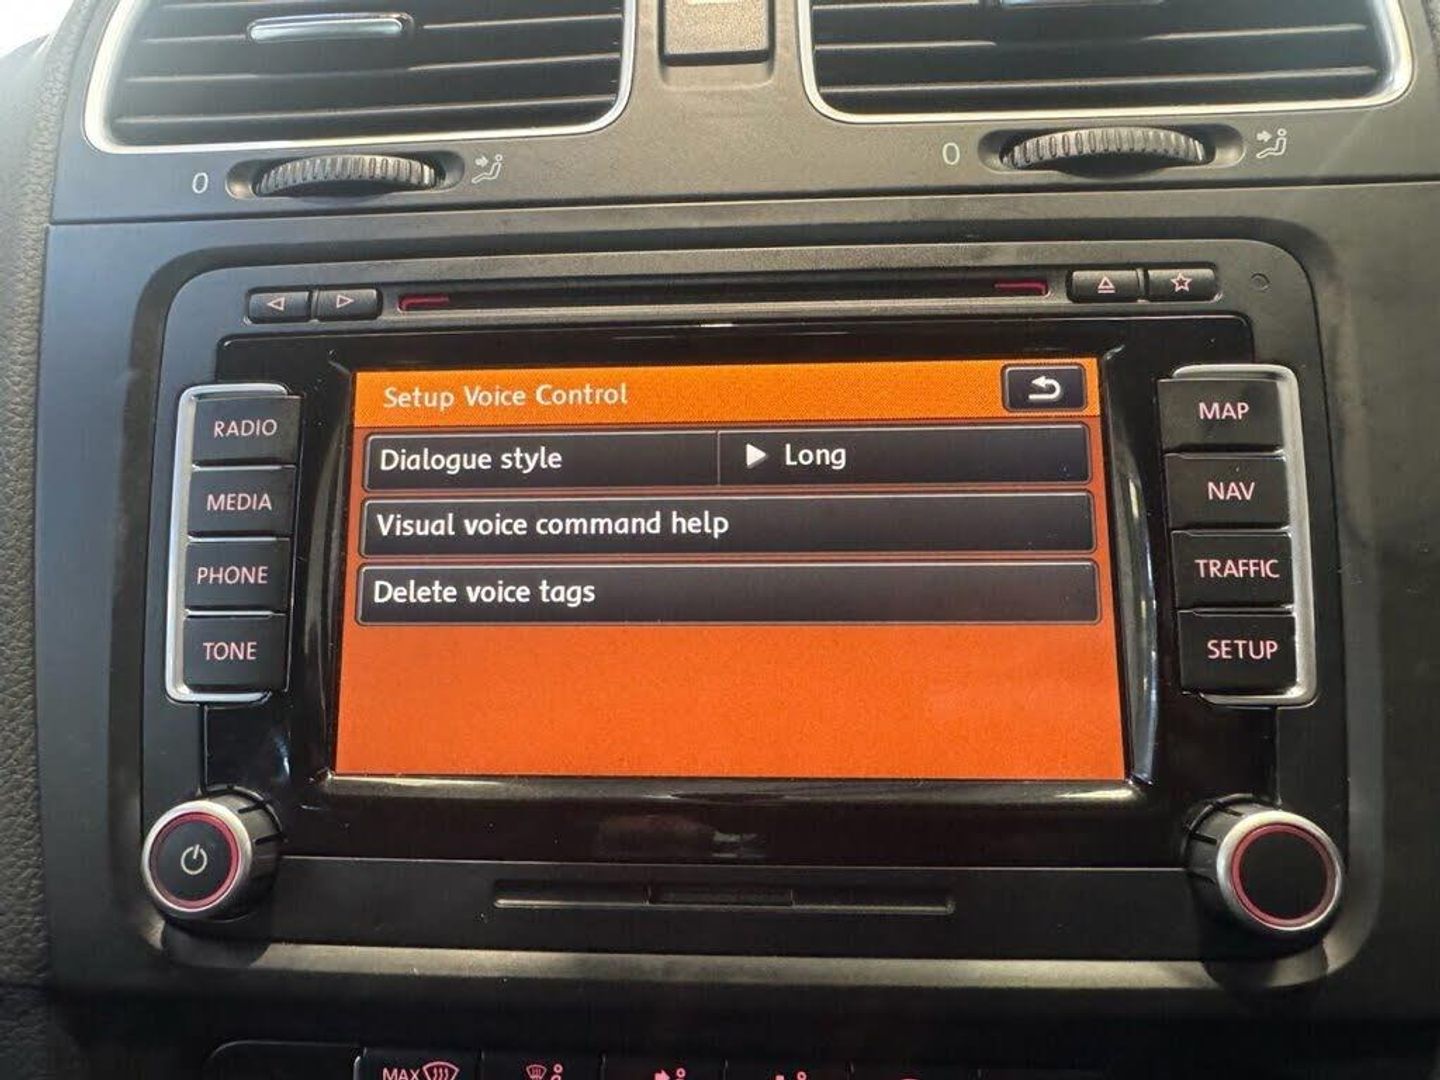 0
0
Setup Voice Control
Dialogue style
Long
Visual voice command help
Delete voice tags
RADIO
MEDIA
PHONE
TONE
MAP
NAV
TRAFFIC
SETUP
MAX